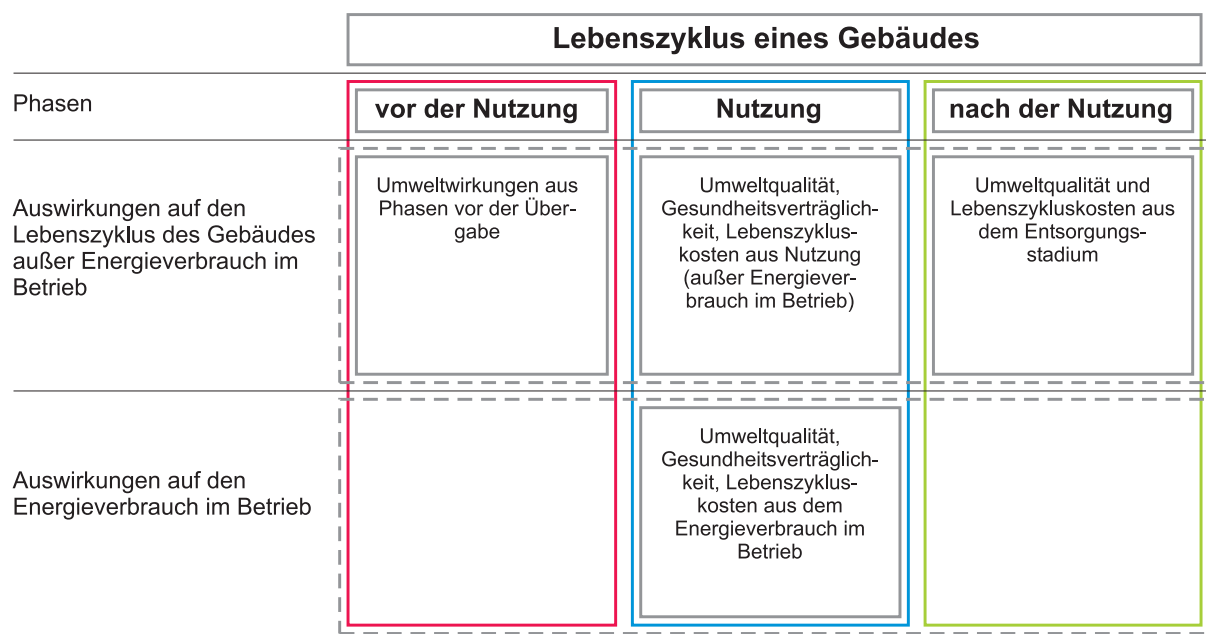 Lebenszyklus eines Gebäudes
Phasen
vor der Nutzung
Nutzung
nach der Nutzung
Auswirkungen auf den
Lebenszyklus des Gebäudes
außer Energieverbrauch im
Betrieb
Umweltwirkungen aus
Phasen vor der Über-
gabe
Umweltqualität,
Gesundheitsverträglich-
keit, Lebenszyklus-
kosten aus Nutzung
(außer Energiever-
brauch im Betrieb)
Umweltqualität und
Lebenszykluskosten aus
dem Entsorgungs-
stadium
Auswirkungen auf den
Energieverbrauch im Betrieb
Umweltqualität,
Gesundheitsverträglich-
keit, Lebenszyklus-
kosten aus dem
Energieverbrauch im
Betrieb